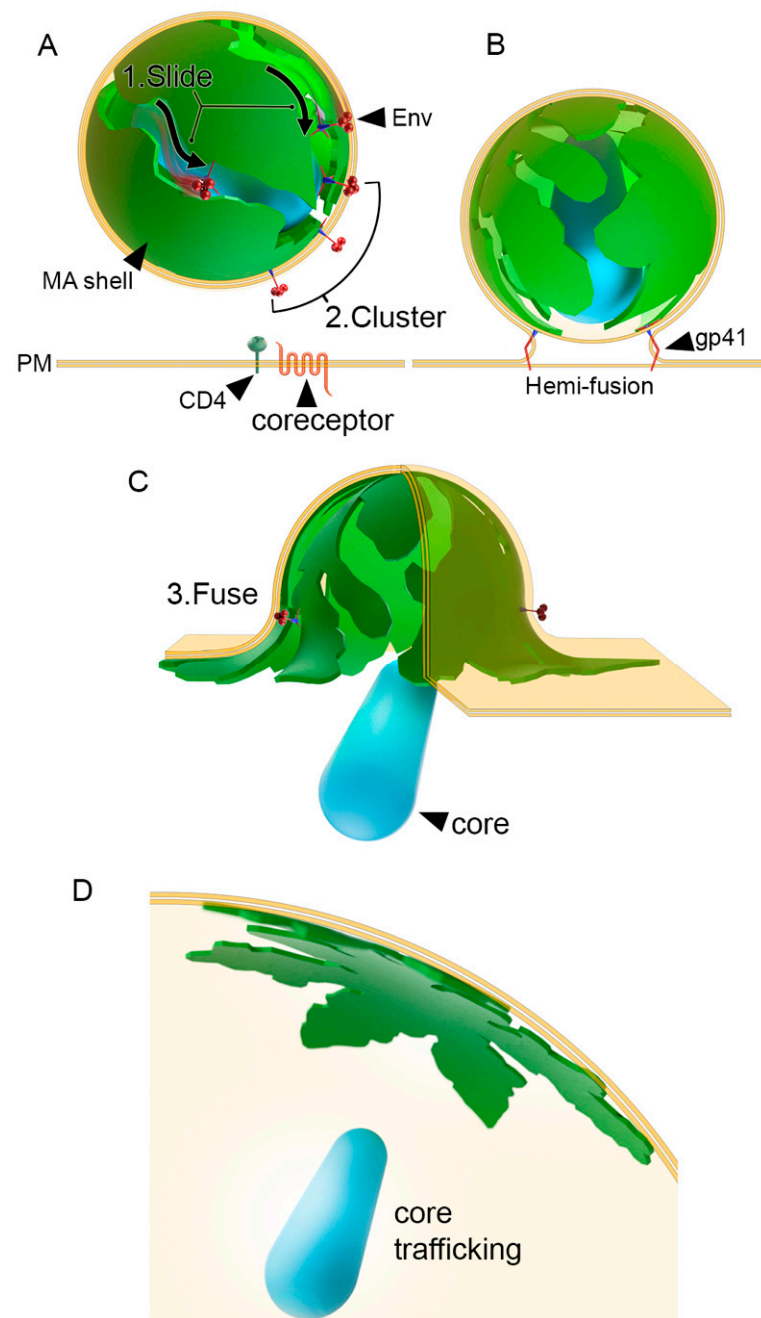 A
1.Slide
Env
MA shell
2.Cluster
PM
CD4
coreceptor
B
gp41
Hemi-fusion
C
3.Fuse
core
D
core
trafficking